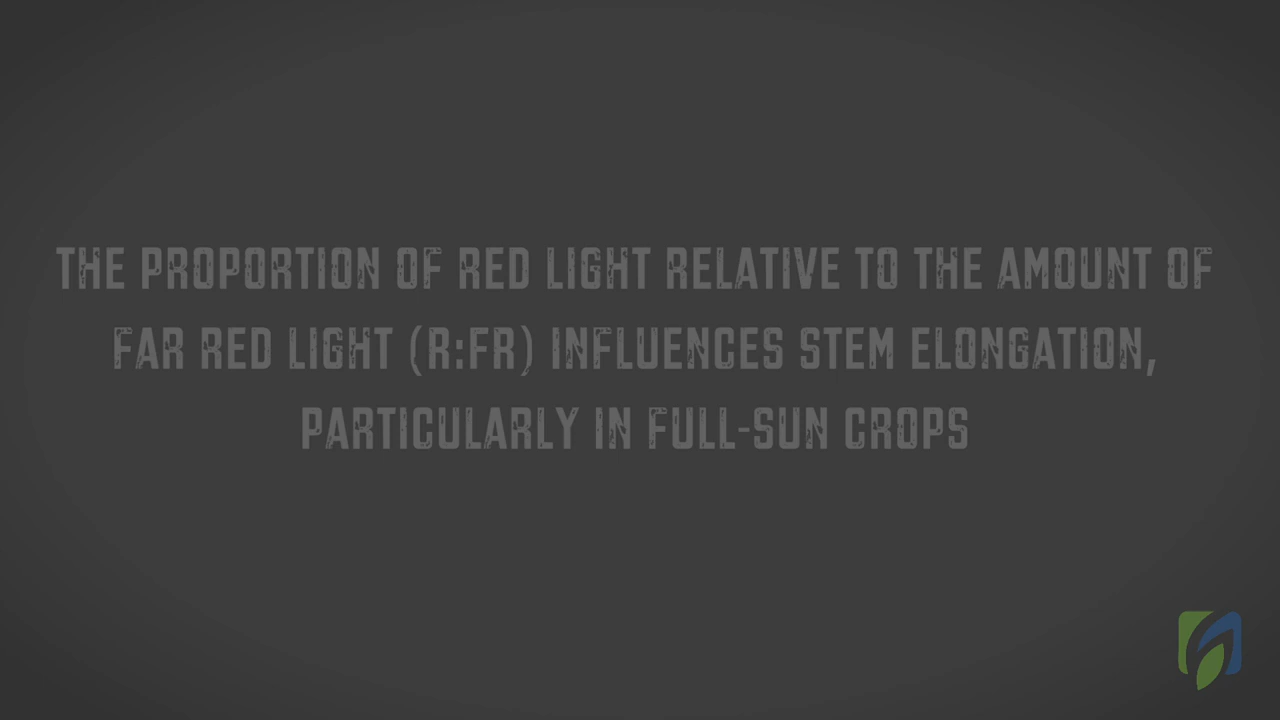 THE PROPORTION OF RED LIGHT RELATIVE TO THE AMOUNT OF
FAR RED LIGHT (R:FR) INFLUENCES STEM ELONGATION,
PARTICULARLY IN FULL-SUN CROPS